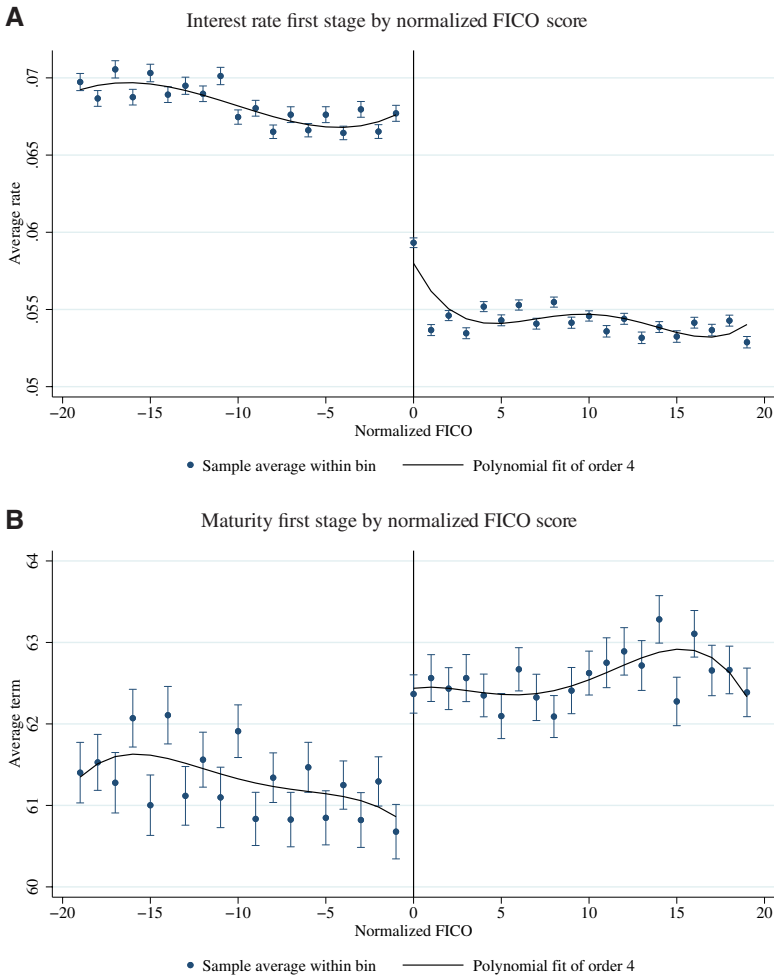 A
Interest rate first stage by normalized FICO score
Average rate
.07
.065
.06
.055
.05
−20 −15 −10 −5 0 5 10 15 20
Normalized FICO
Sample average within bin Polynomial fit of order 4
B
Maturity first stage by normalized FICO score
Average term
64
63
62
61
60
−20 −15 −10 −5 0 5 10 15 20
Normalized FICO
Sample average within bin Polynomial fit of order 4